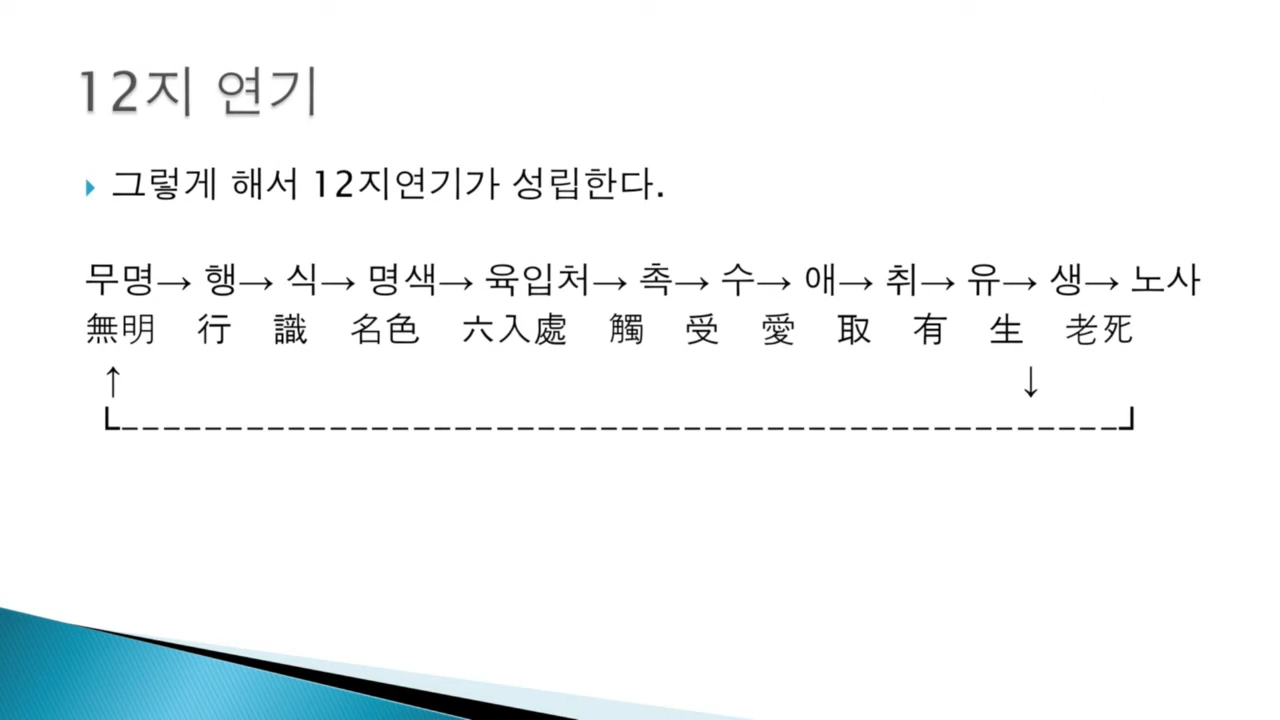 12지 연기
그렇게 해서 12지연기가 성립한다.
무명→ 행→ 식→ 명색→ 육입처→ 촉→ 수→ 애→ 취→ 유→ 생→ 노사
無明 行 識 名色 六入處 觸 受 愛 取 有 生 老死
↑ ↓
┗-----------------------------------------------┛